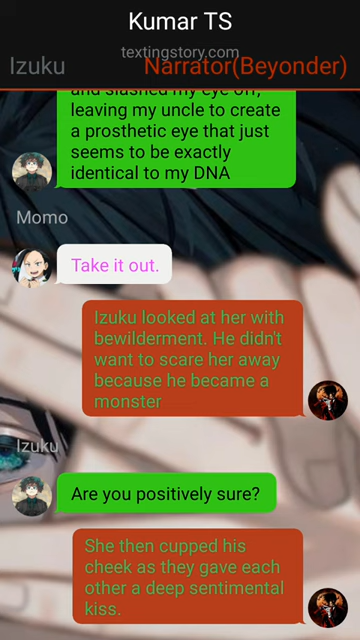 Kumar TS
textingstory.com
Izuku
Narrator(Beyonder)
and slashed my eye off,
leaving my uncle to create
a prosthetic eye that just
seems to be exactly
identical to my DNA
Momo
Take it out.
Izuku looked at her with
bewilderment. He didn't
want to scare her away
because he became a
monster
Izuku
Are you positively sure?
She then cupped his
cheek as they gave each
other a deep sentimental
kiss.